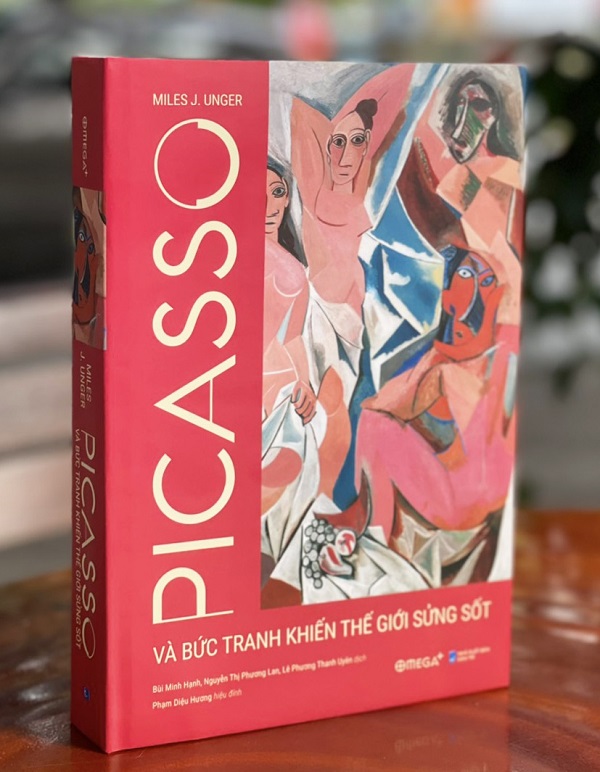 MILES J. UNGER
PICASSO
VÀ BỨC TRANH KHIẾN THẾ GIỚI SỬNG SỐT
Bùi Minh Hạnh, Nguyễn Thị Phương Lan, Lê Phương Thanh Uyên dịch
Phạm Diệu Hương hiệu đính
OMEGA+
OMEGA+
MILES
J. UNGER
PICASSO
VÀ BỨC TRANH KHIẾN THẾ GIỚI SỬNG SỐT